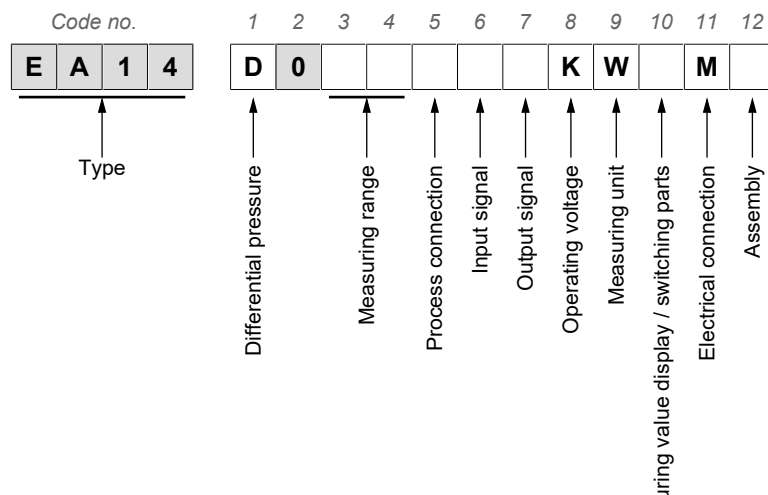 Code no. 1 2 3 4 5 6 7 8 9 10 11 12
E A 1 4 D 0 K W M
Type
Differential pressure
Measuring range
Process connection
Input signal
Output signal
Operating voltage
Measuring unit
value display / switching parts
Electrical connection
Assembly